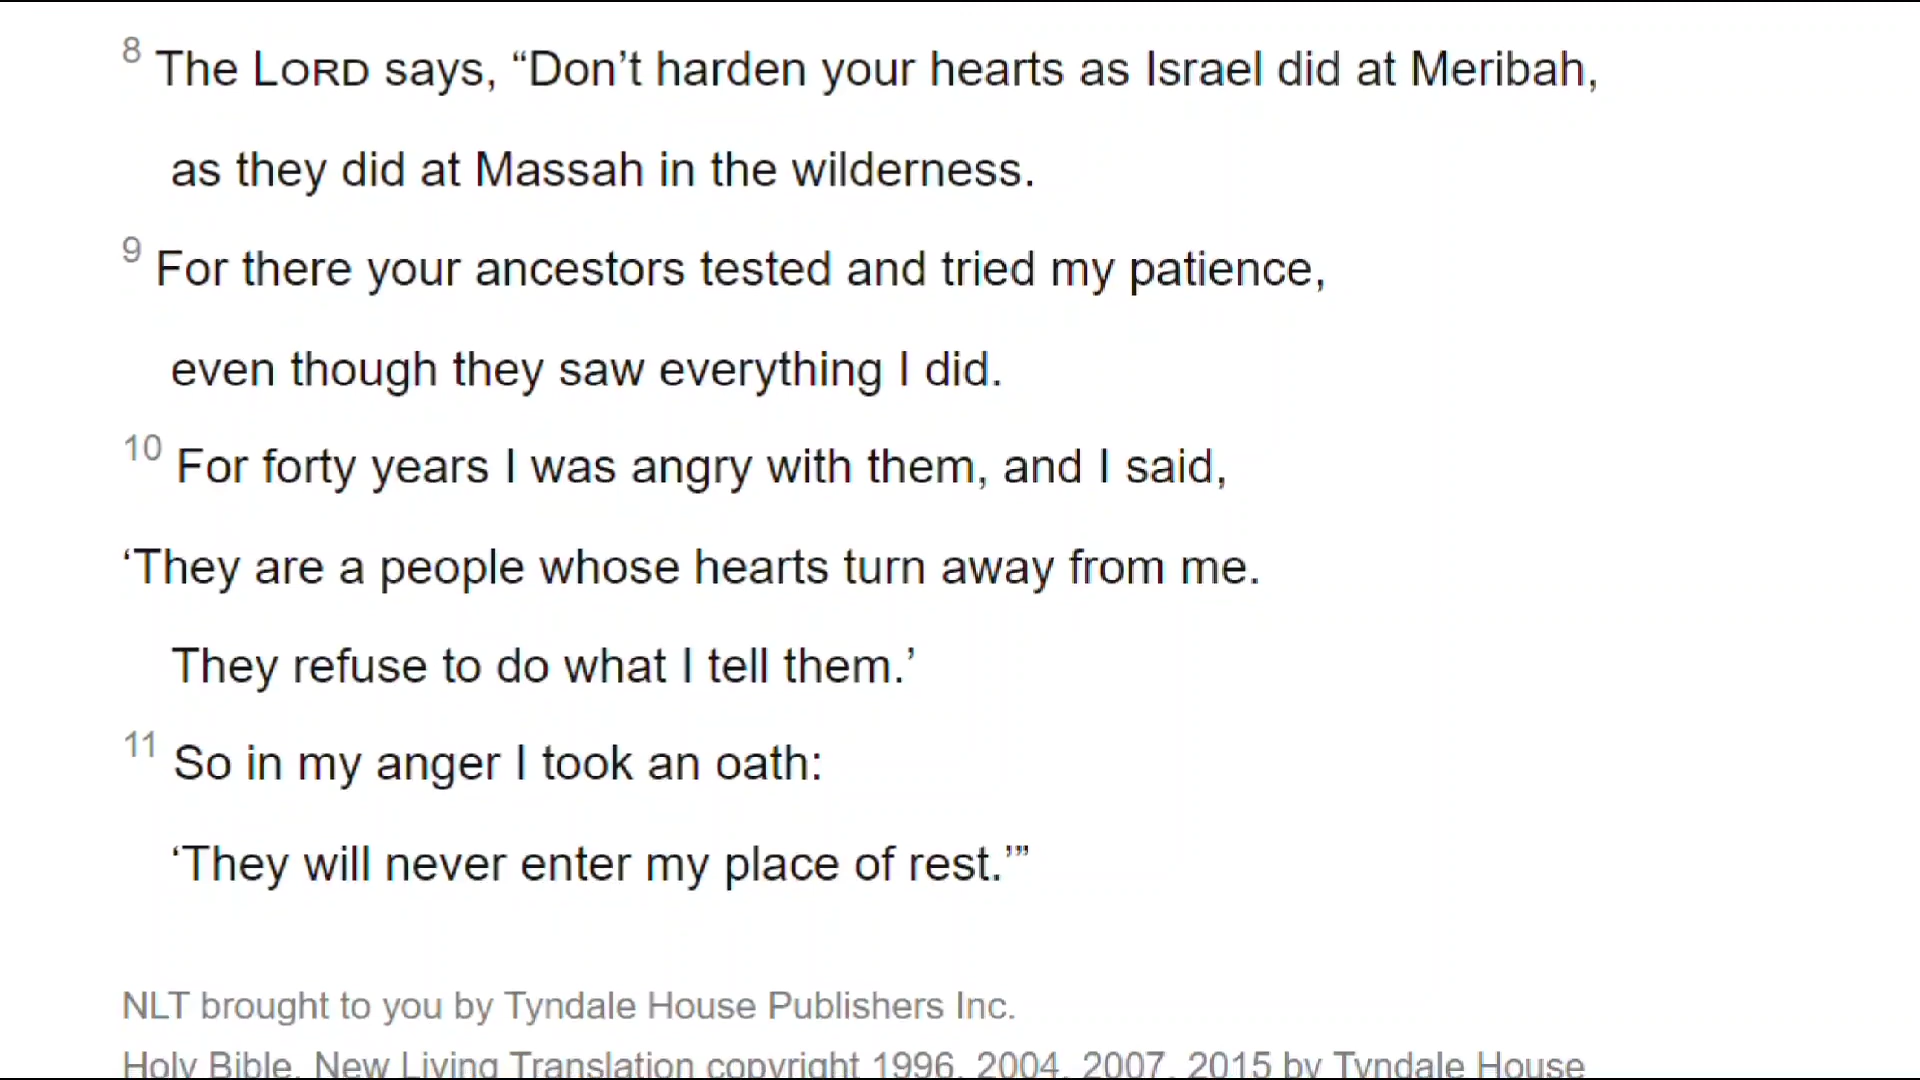 8 The LORD says, “Don’t harden your hearts as Israel did at Meribah,
as they did at Massah in the wilderness.
9 For there your ancestors tested and tried my patience,
even though they saw everything I did.
10 For forty years I was angry with them, and I said,
‘They are a people whose hearts turn away from me.
They refuse to do what I tell them.’
11 So in my anger I took an oath:
‘They will never enter my place of rest.’”
NLT brought to you by Tyndale House Publishers Inc.
Holy Bible, New Living Translation copyright 1996, 2004, 2007, 2015 by Tyndale House